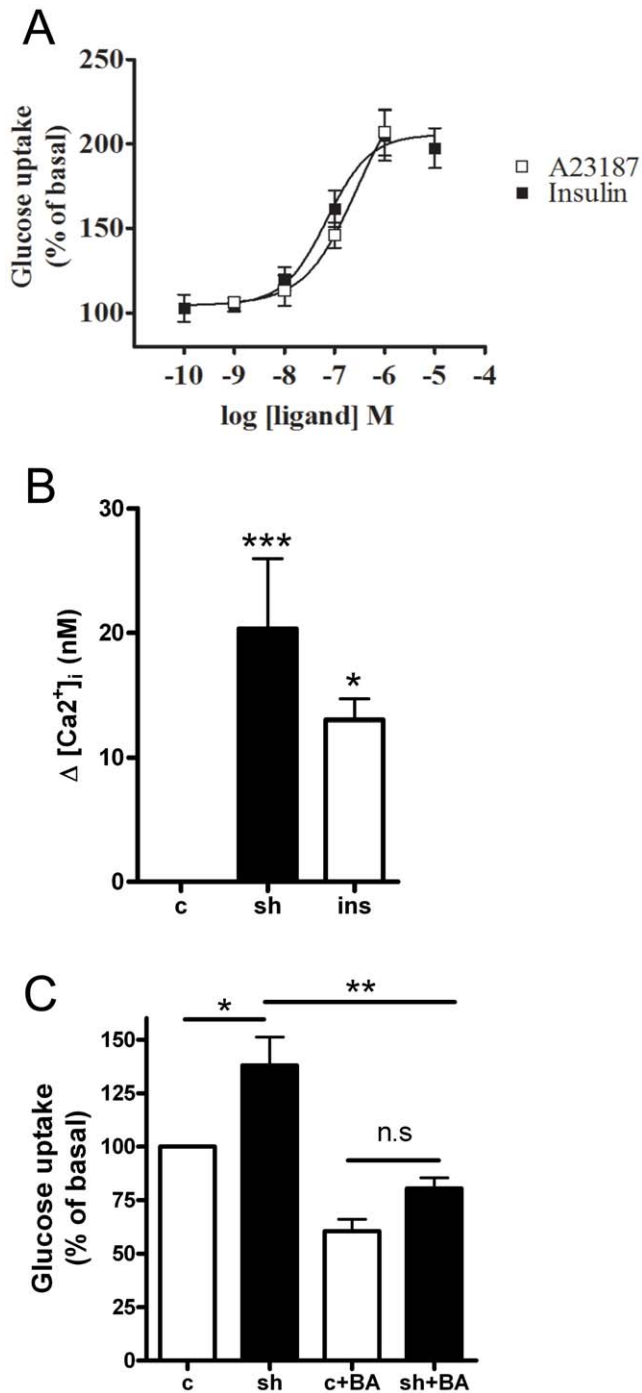 A
Glucose uptake
(% of basal)
250
200
150
100
-10 -9 -8 -7 -6 -5 -4
log [ligand] M
A23187
Insulin
B
Δ [Ca2+]i (nM)
30
20
10
0
***
*
c sh ins
C
Glucose uptake
(% of basal)
150
125
100
75
50
25
0
*
**
n.s
c sh c+BA sh+BA